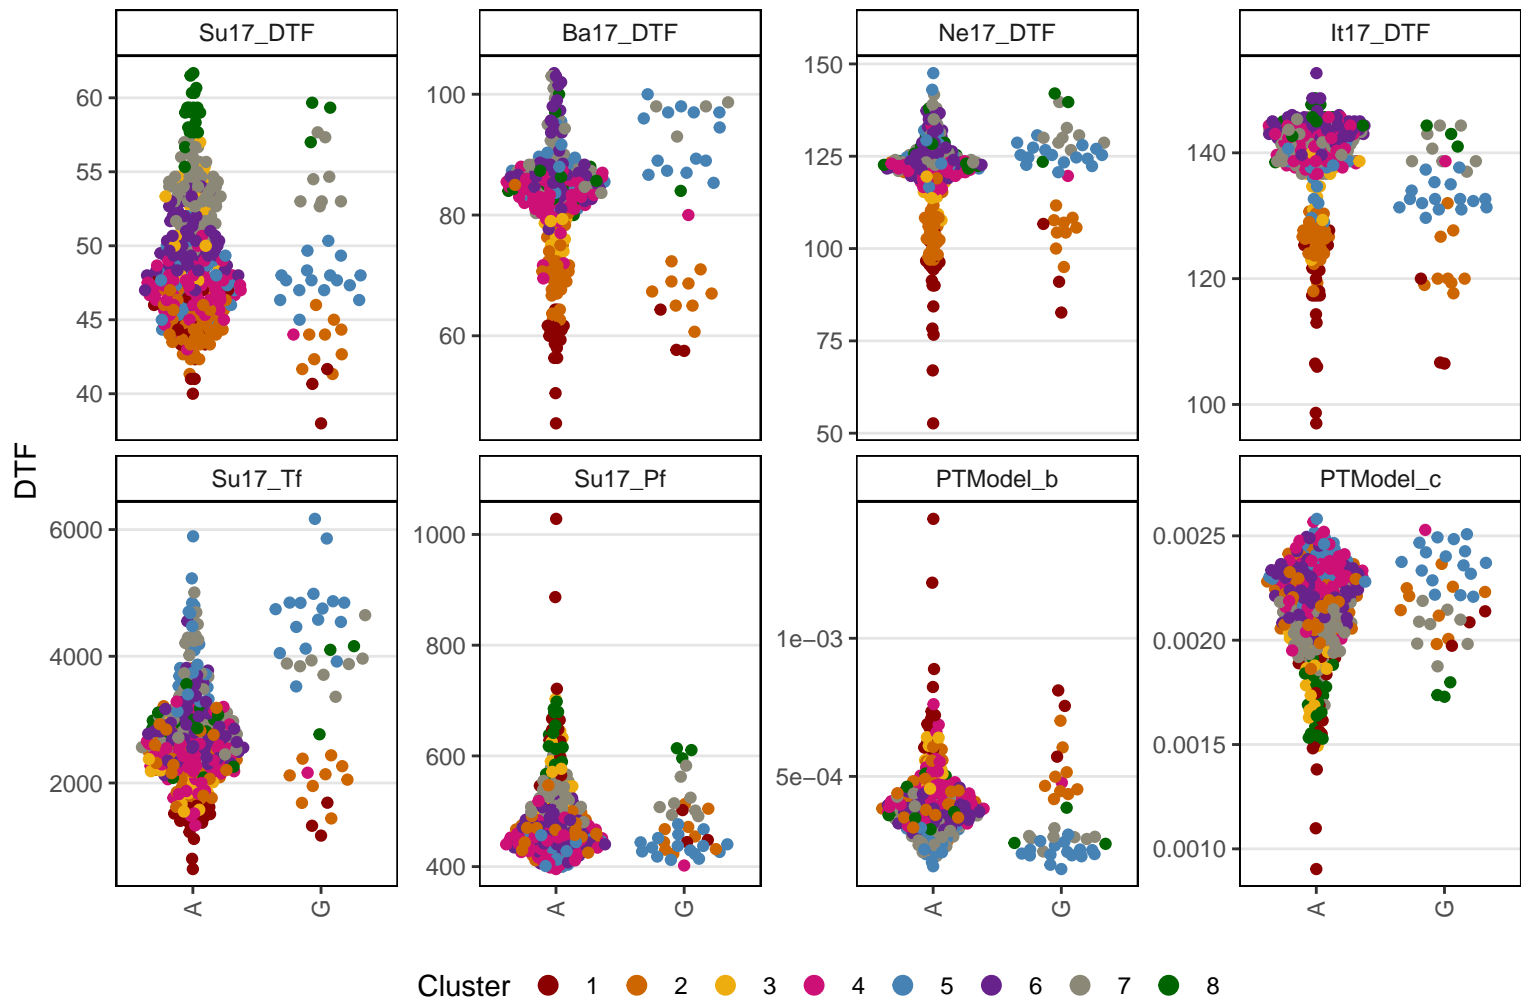 Su17_DTF
Ba17_DTF
Ne17_DTF
It17_DTF
60
55
50
45
40
100
80
60
150
125
100
75
50
140
120
100
DTF
Su17_Tf
Su17_Pf
PTModel_b
PTModel_c
6000
4000
2000
1000
800
600
400
1e−03
5e−04
0.0025
0.0020
0.0015
0.0010
A
G
A
G
A
G
A
G
Cluster 1 2 3 4 5 6 7 8